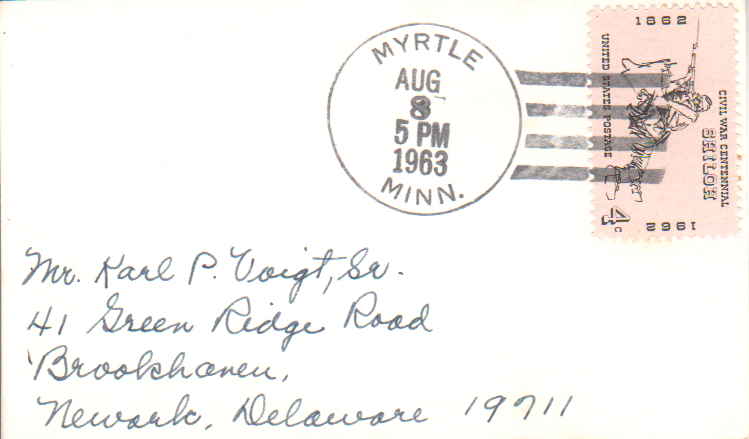 MYRTLE
AUG
8
5 PM
1963
MINN.
1862
UNITED STATES POSTAGE
CIVIL WAR CENTENNIAL
SHILOH
4c
1962
Mr. Karl P. Voigt, Sr.
41 Green Ridge Road
Brookhaven,
Newark, Delaware 19711